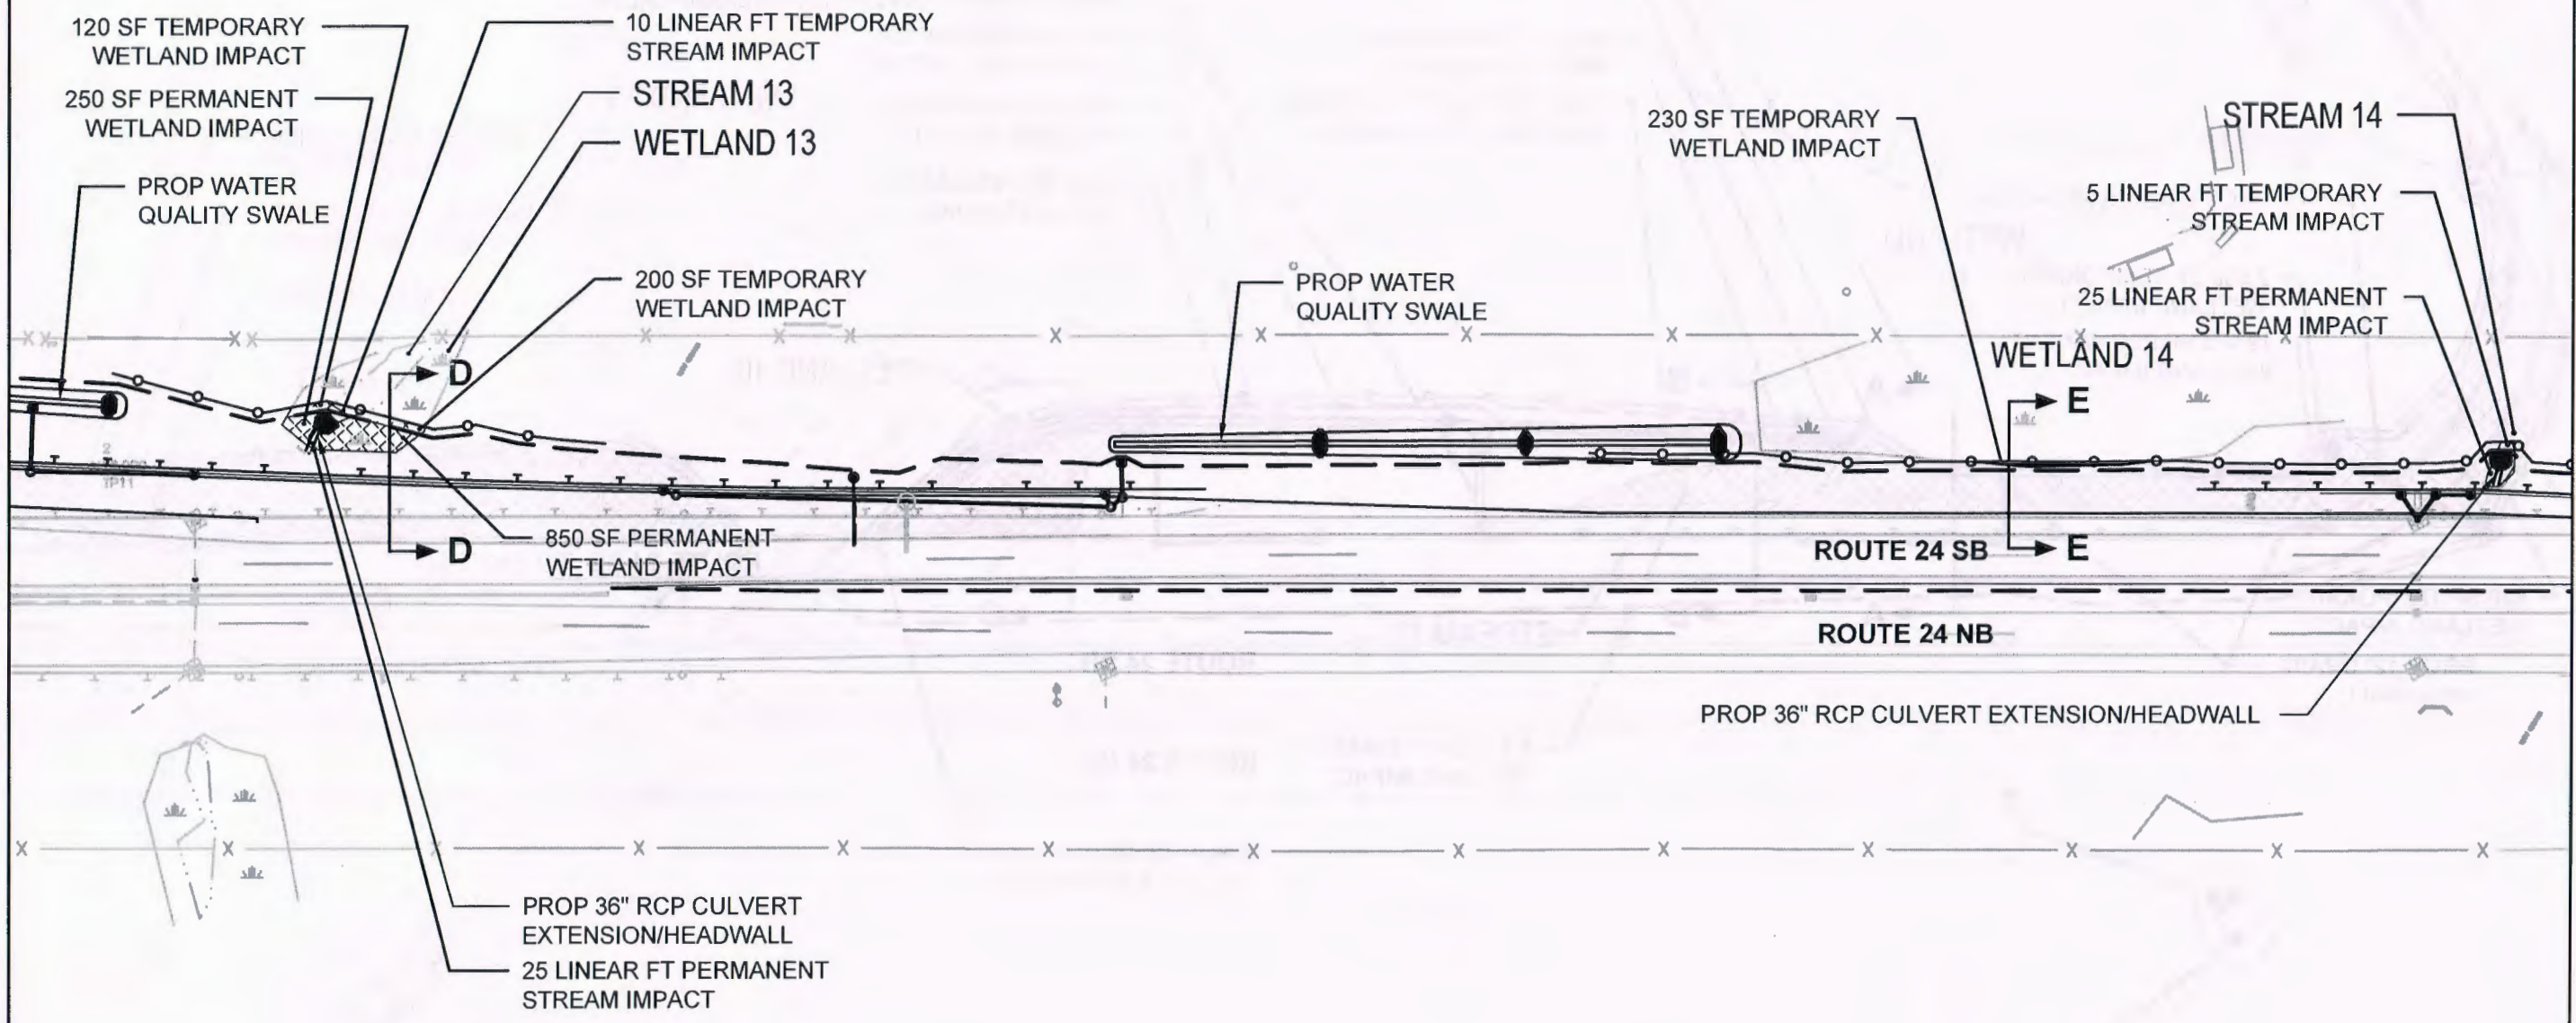 120 SF TEMPORARY
WETLAND IMPACT
250 SF PERMANENT
WETLAND IMPACT
PROP WATER
QUALITY SWALE
10 LINEAR FT TEMPORARY
STREAM IMPACT
STREAM 13
WETLAND 13
200 SF TEMPORARY
WETLAND IMPACT
PROP WATER
QUALITY SWALE
230 SF TEMPORARY
WETLAND IMPACT
STREAM 14
5 LINEAR FT TEMPORARY
STREAM IMPACT
25 LINEAR FT PERMANENT
STREAM IMPACT
WETLAND 14
D
D
E
E
850 SF PERMANENT
WETLAND IMPACT
ROUTE 24 SB
ROUTE 24 NB
PROP 36" RCP CULVERT EXTENSION/HEADWALL
PROP 36" RCP CULVERT
EXTENSION/HEADWALL
25 LINEAR FT PERMANENT
STREAM IMPACT